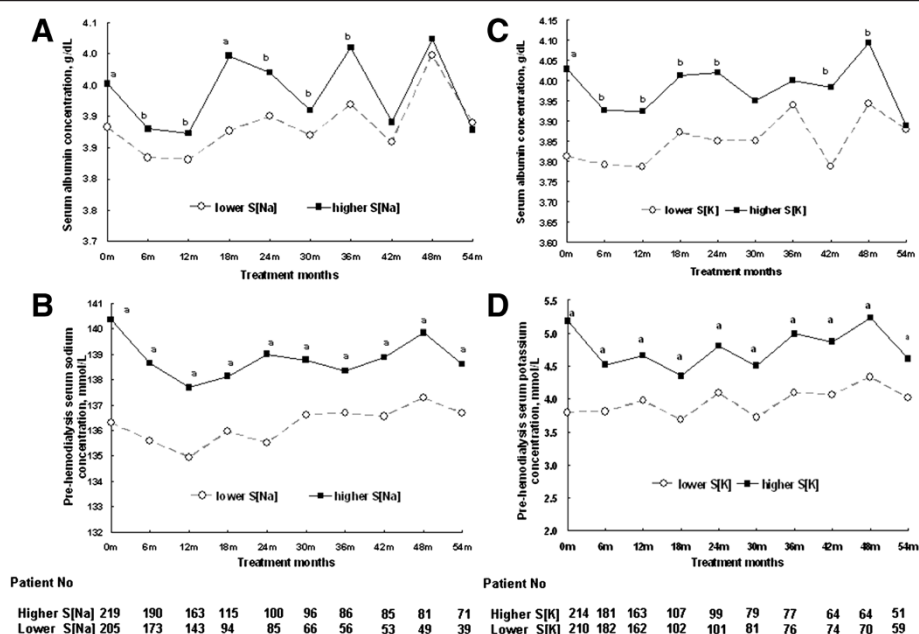 A
Serum albumin concentration, g/dL
4.1
4.0
4.0
3.9
3.9
3.8
3.8
3.7
a
b
b
a
b
b
b
lower S[Na]
higher S[Na]
0m 6m 12m 18m 24m 30m 36m 42m 48m 54m
Treatment months
C
Serum albumin concentration, g/dL
4.15
4.10
4.05
4.00
3.95
3.90
3.85
3.80
3.75
3.70
3.65
3.60
a
b
b
b
b
b
b
lower S[K]
higher S[K]
0m 6m 12m 18m 24m 30m 36m 42m 48m 54m
Treatment months
B
Pre-hemodialysis serum sodium
concentration, mmol/L
141
140
139
138
137
136
135
134
133
132
a
a
a
a
a
a
a
a
a
a
lower S[Na]
higher S[Na]
0m 6m 12m 18m 24m 30m 36m 42m 48m 54m
Treatment months
D
Pre-hemodialysis serum potassium
concentration, mmol/L
5.5
5.0
4.5
4.0
3.5
3.0
2.5
2.0
a
a
a
a
a
a
a
a
a
a
lower S[K]
higher S[K]
0m 6m 12m 18m 24m 30m 36m 42m 48m 54m
Treatment months
Patient No
Higher S[Na] 219 190 163 115 100 96 86 85 81 71
Lower S[Na] 205 173 143 94 85 66 56 53 49 39
Patient No
Higher S[K] 214 181 163 107 99 79 77 64 64 51
Lower S[K] 210 182 162 102 101 81 76 74 70 59